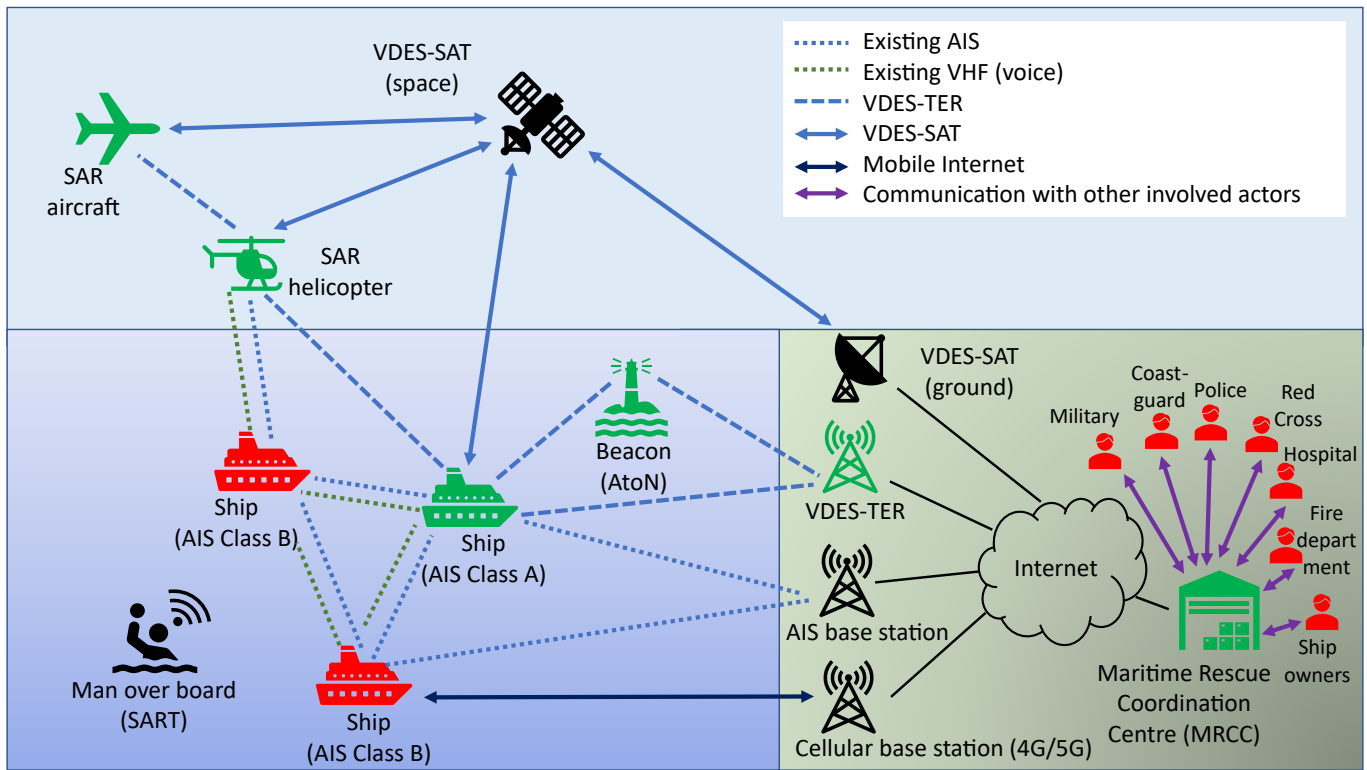 VDES-SAT
(space)
SAR
aircraft
SAR
helicopter
Existing AIS
Existing VHF (voice)
VDES-TER
VDES-SAT
Mobile Internet
Communication with other involved actors
Ship
(AIS Class B)
Ship
(AIS Class A)
Beacon
(AtoN)
Man over board
(SART)
Ship
(AIS Class B)
VDES-SAT
(ground)
VDES-TER
AIS base station
Cellular base station (4G/5G)
Internet
Military
Coast-
guard
Police
Red
Cross
Hospital
Fire
depart
ment
Ship
owners
Maritime Rescue
Coordination
Centre (MRCC)